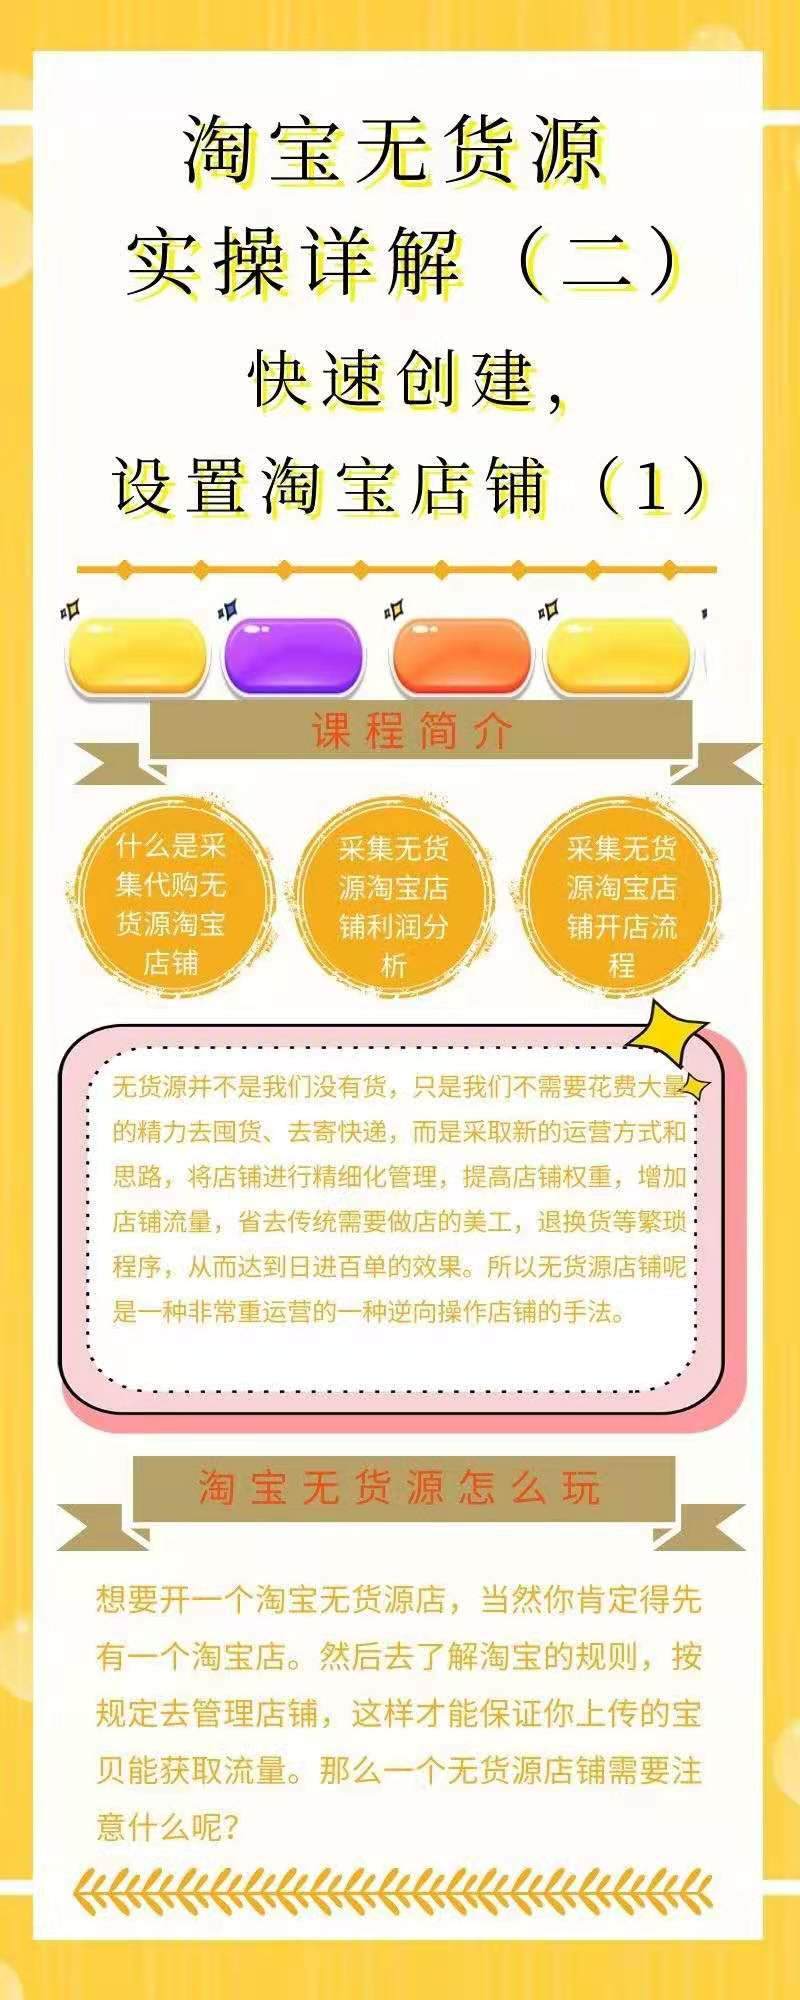 淘宝无货源
实操详解（二）
快速创建,
设置淘宝店铺（1）
课程简介
什么是采
集代购无
货源淘宝
店铺
采集无货
源淘宝店
铺利润分
析
采集无货
源淘宝店
铺开店流
程
无货源并不是我们没有货，只是我们不需要花费大量
的精力去囤货、去寄快递，而是采取新的运营方式和
思路，将店铺进行精细化管理，提高店铺权重，增加
店铺流量，省去传统需要做店的美工，退换货等繁琐
程序，从而达到日进百单的效果。所以无货源店铺呢
是一种非常重运营的一种逆向操作店铺的手法。
淘宝无货源怎么玩
想要开一个淘宝无货源店，当然你肯定得先
有一个淘宝店。然后去了解淘宝的规则，按
规定去管理店铺，这样才能保证你上传的宝
贝能获取流量。那么一个无货源店铺需要注
意什么呢？